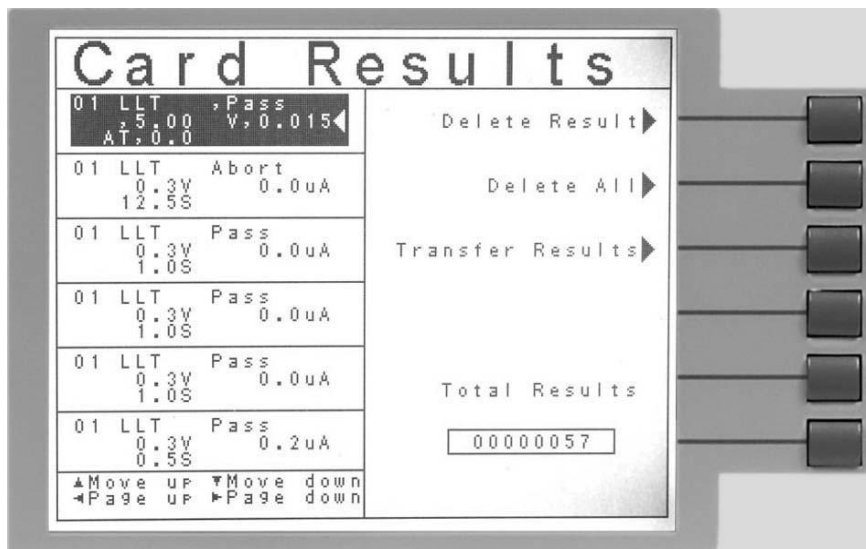 Card Results
01 LLT ,Pass
,5.00 V,0.015
AT,0.0
01 LLT Abort
0.3V 0.0uA
12.5S
01 LLT Pass
0.3V 0.0uA
1.0S
01 LLT Pass
0.3V 0.0uA
1.0S
01 LLT Pass
0.3V 0.0uA
1.0S
01 LLT Pass
0.3V 0.2uA
0.5S
▲Move up ▼Move down
◄Page up ►Page down
Delete Result
Delete All
Transfer Results
Total Results
00000057